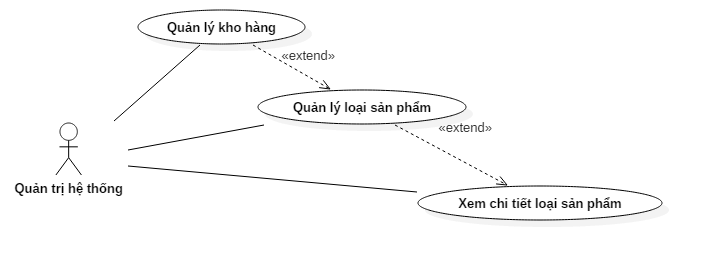 Quản lý kho hàng
«extend»
Quản lý loại sản phẩm
«extend»
Quản trị hệ thống
Xem chi tiết loại sản phẩm